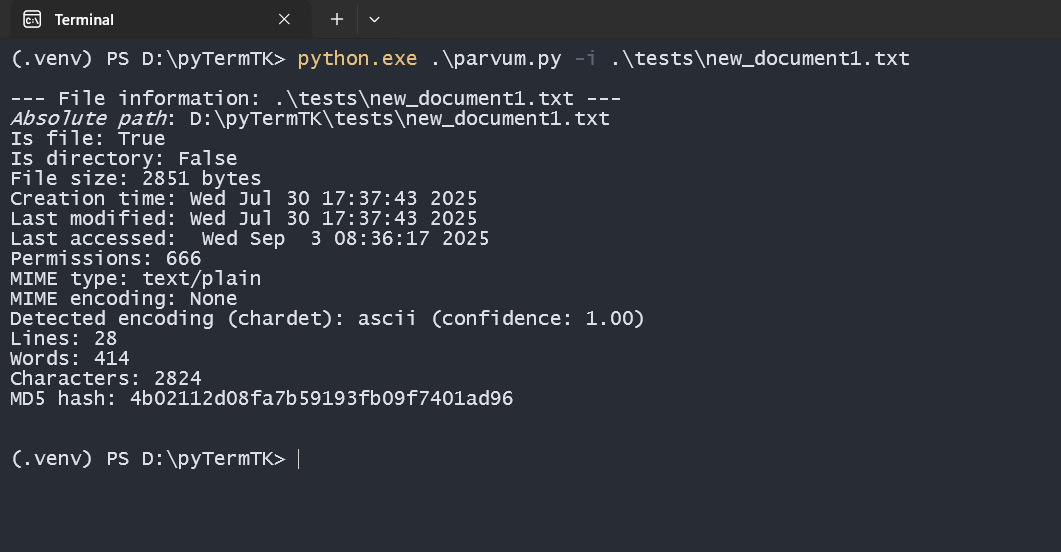 Terminal
(.venv) PS D:\pyTermTK> python.exe .\parvum.py -i .\tests\new_document1.txt
--- File information: .\tests\new_document1.txt ---
Absolute path: D:\pyTermTK\tests\new_document1.txt
Is file: True
Is directory: False
File size: 2851 bytes
Creation time: Wed Jul 30 17:37:43 2025
Last modified: Wed Jul 30 17:37:43 2025
Last accessed:  Wed Sep  3 08:36:17 2025
Permissions: 666
MIME type: text/plain
MIME encoding: None
Detected encoding (chardet): ascii (confidence: 1.00)
Lines: 28
Words: 414
Characters: 2824
MD5 hash: 4b02112d08fa7b59193fb09f7401ad96
(.venv) PS D:\pyTermTK>